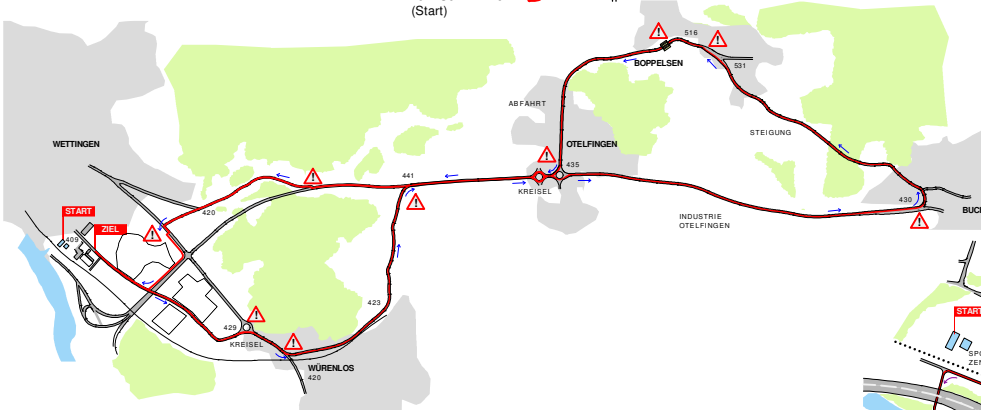 (Start)
516
BOPPELSEN
531
ABFAHRT
STEIGUNG
WETTINGEN
OTELFINGEN
435
441
KREISEL
430
START
420
ZIEL
409
INDUSTRIE
OTELFINGEN
423
429
KREISEL
WÜRENLOS
420
START